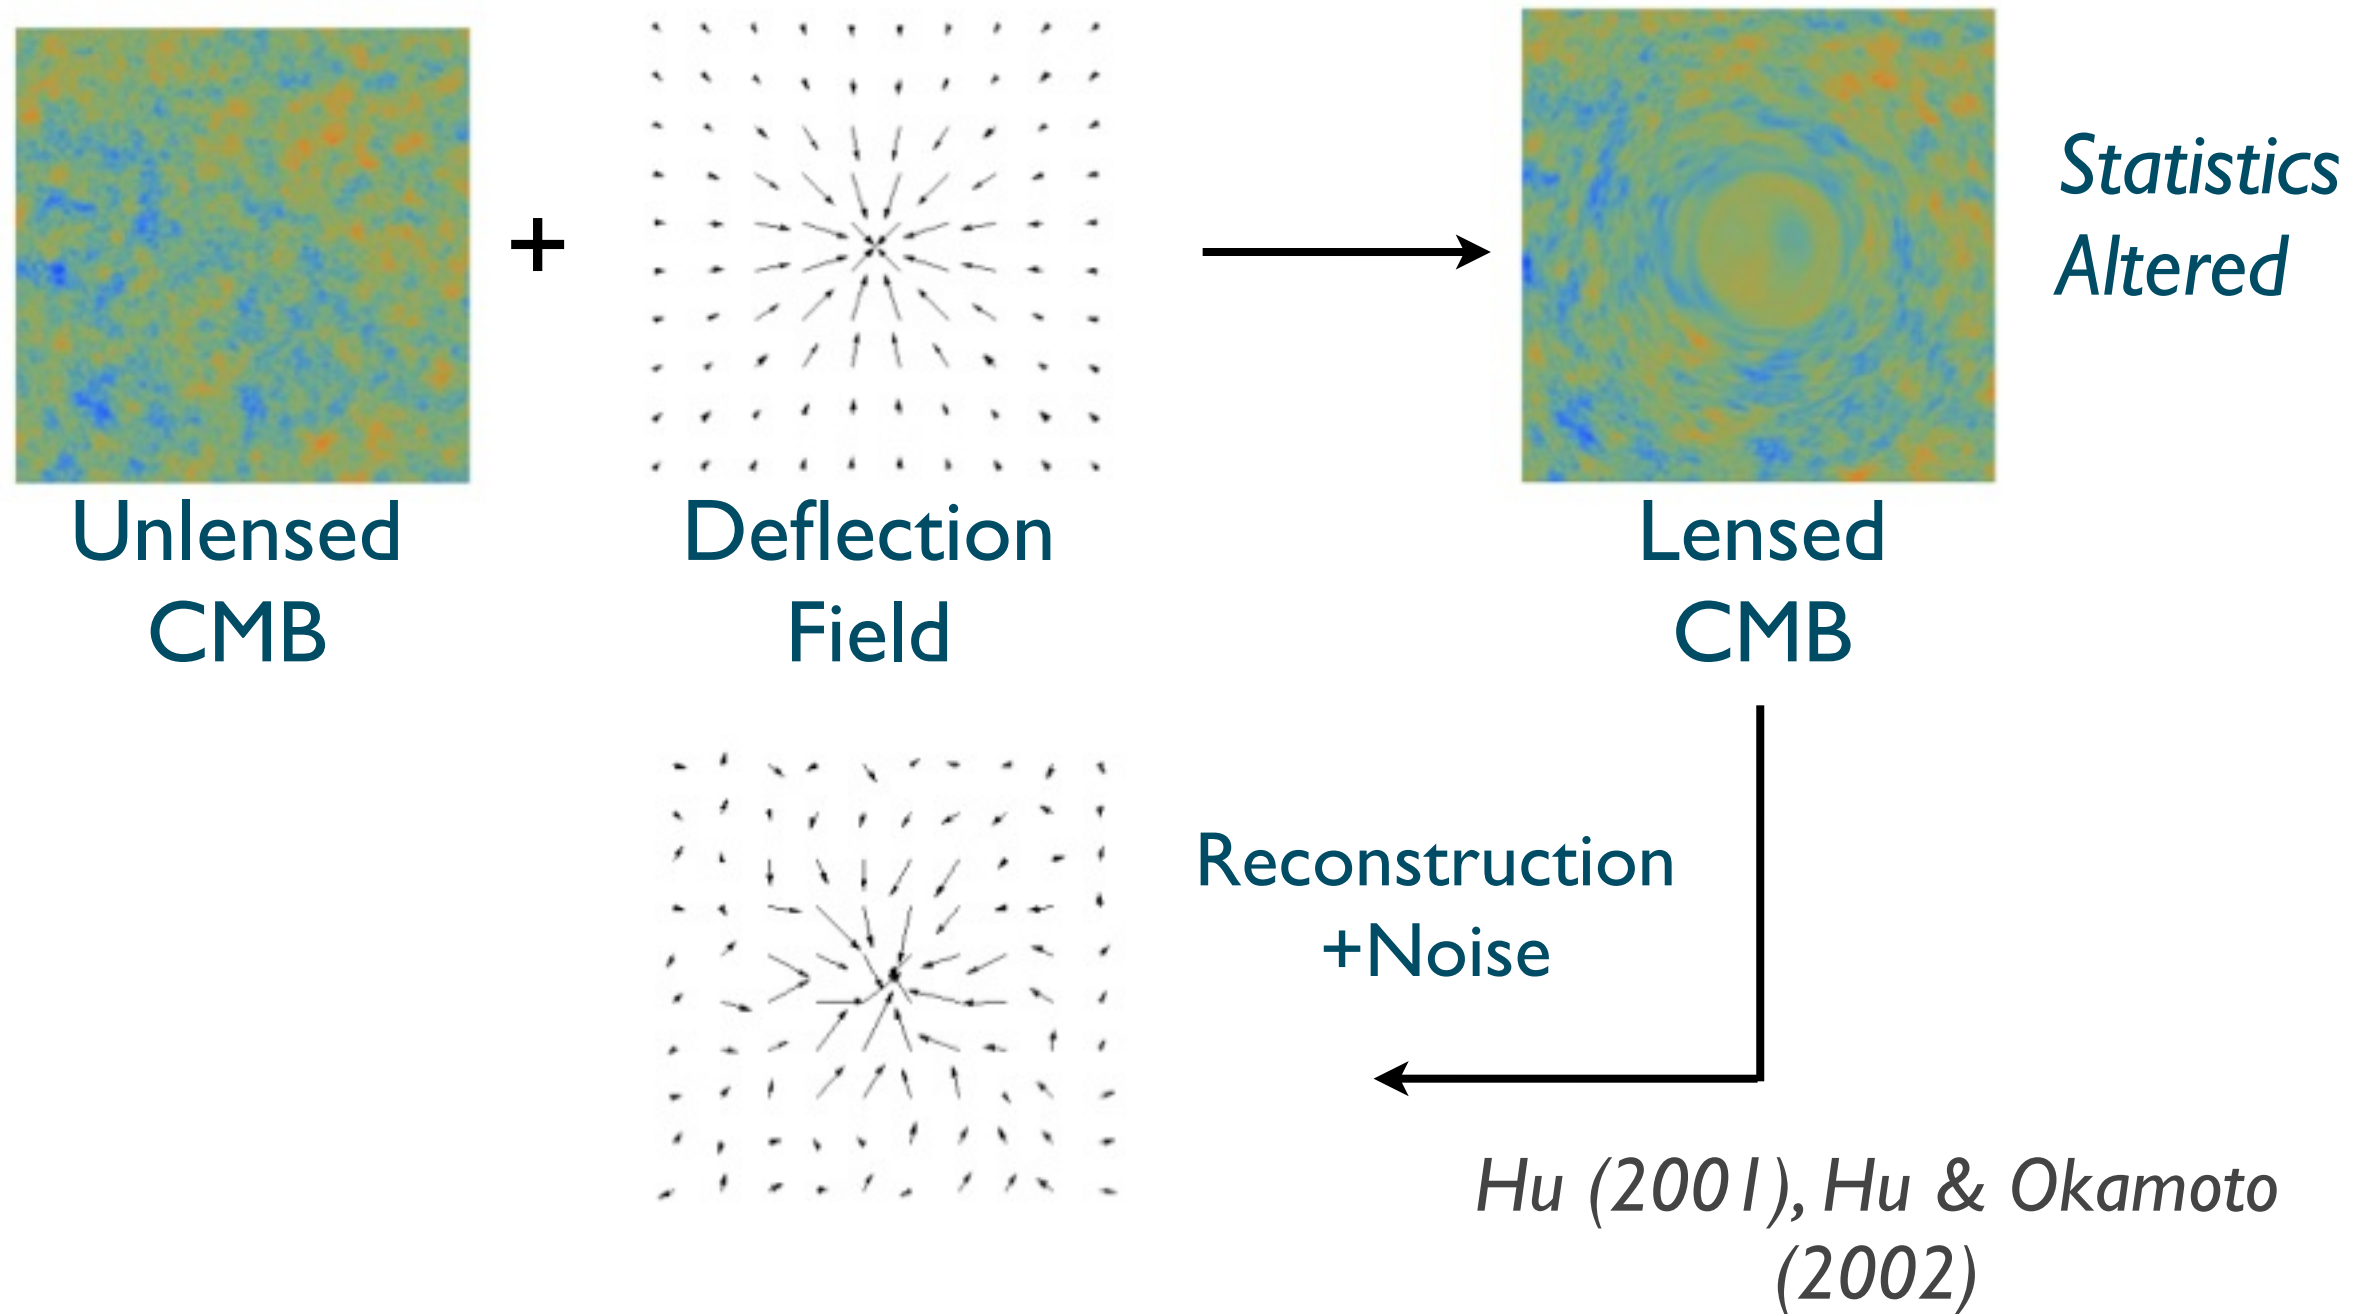 +
Statistics
Altered
Unlensed
CMB
Deflection
Field
Lensed
CMB
Reconstruction
+Noise
Hu (2001), Hu & Okamoto
(2002)